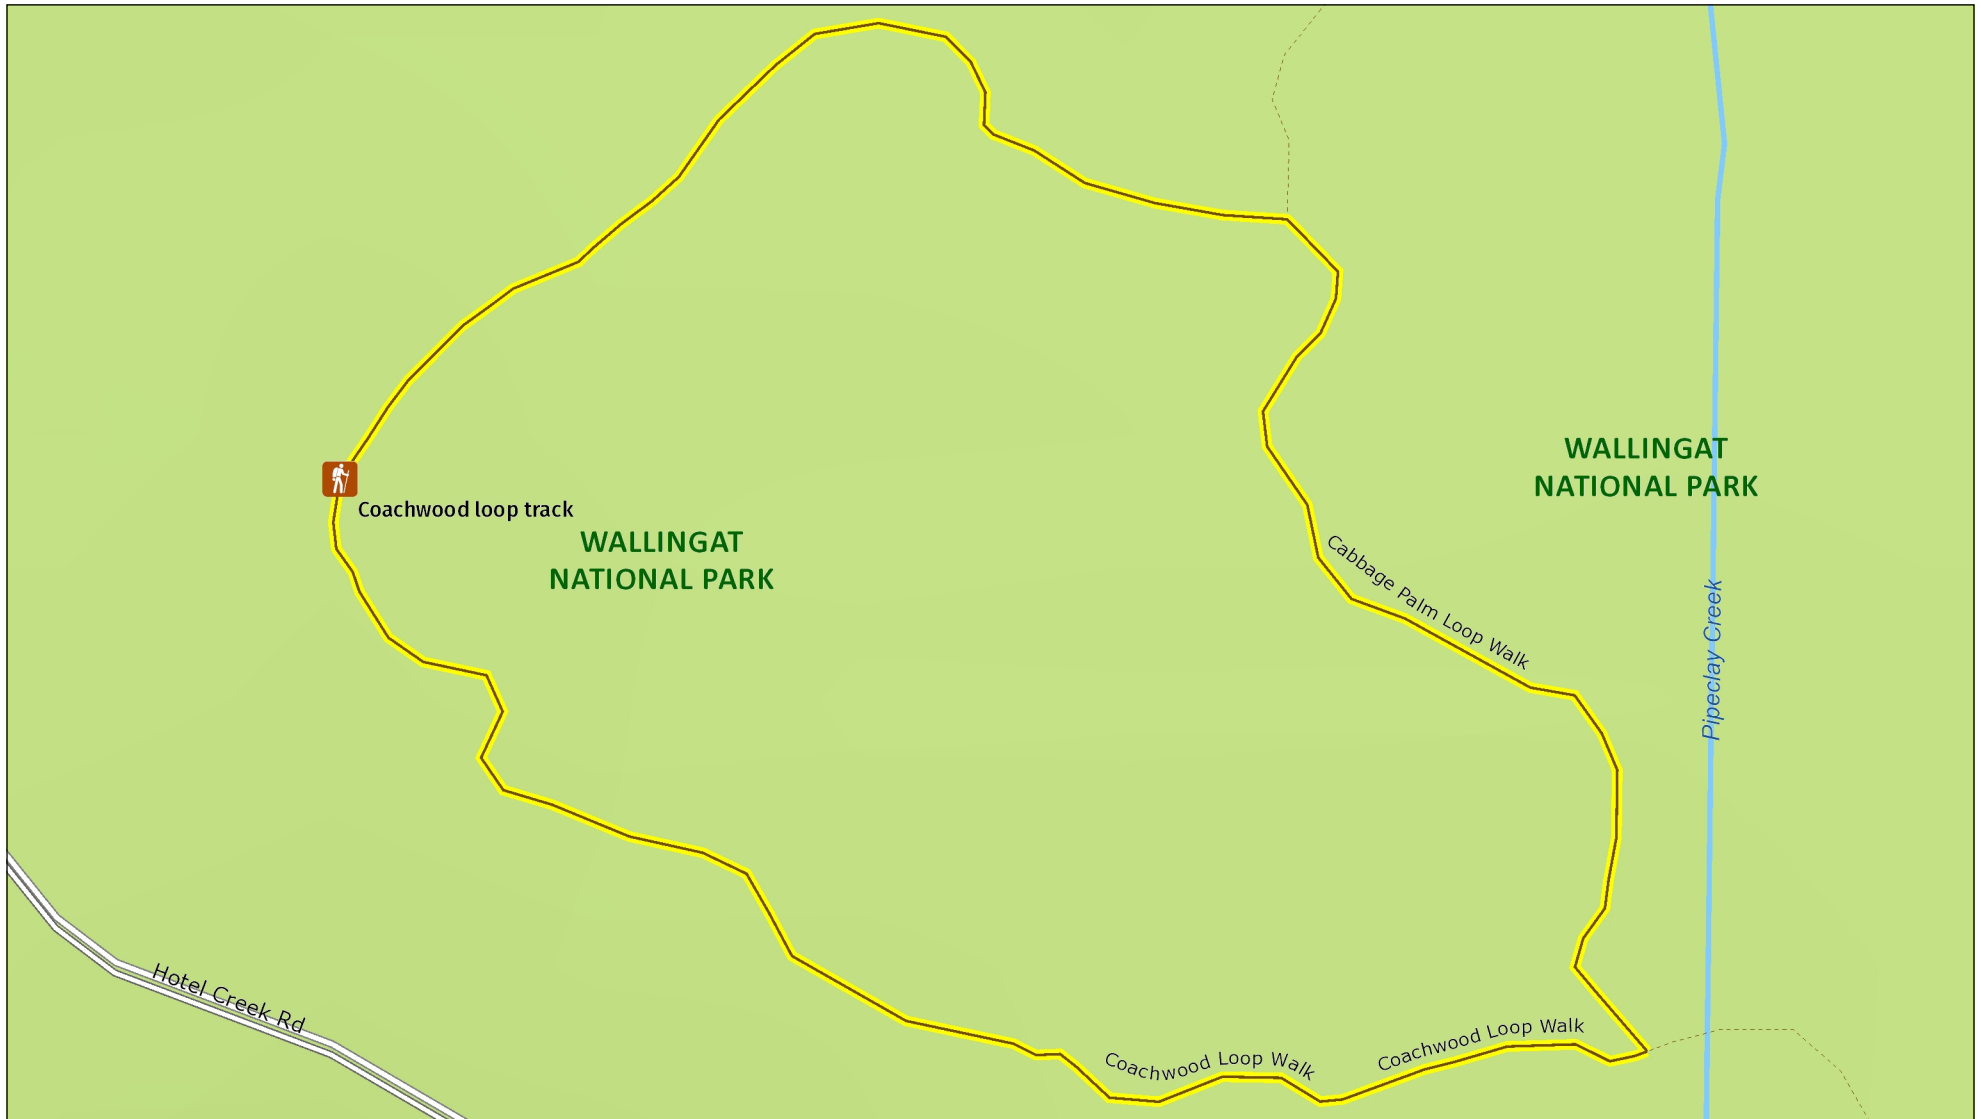 WALLINGAT
NATIONAL PARK
Coachwood loop track
WALLINGAT
NATIONAL PARK
Cabbage Palm Loop Walk
Pipeclay Creek
Hotel Creek Rd
Coachwood Loop Walk
Coachwood Loop Walk